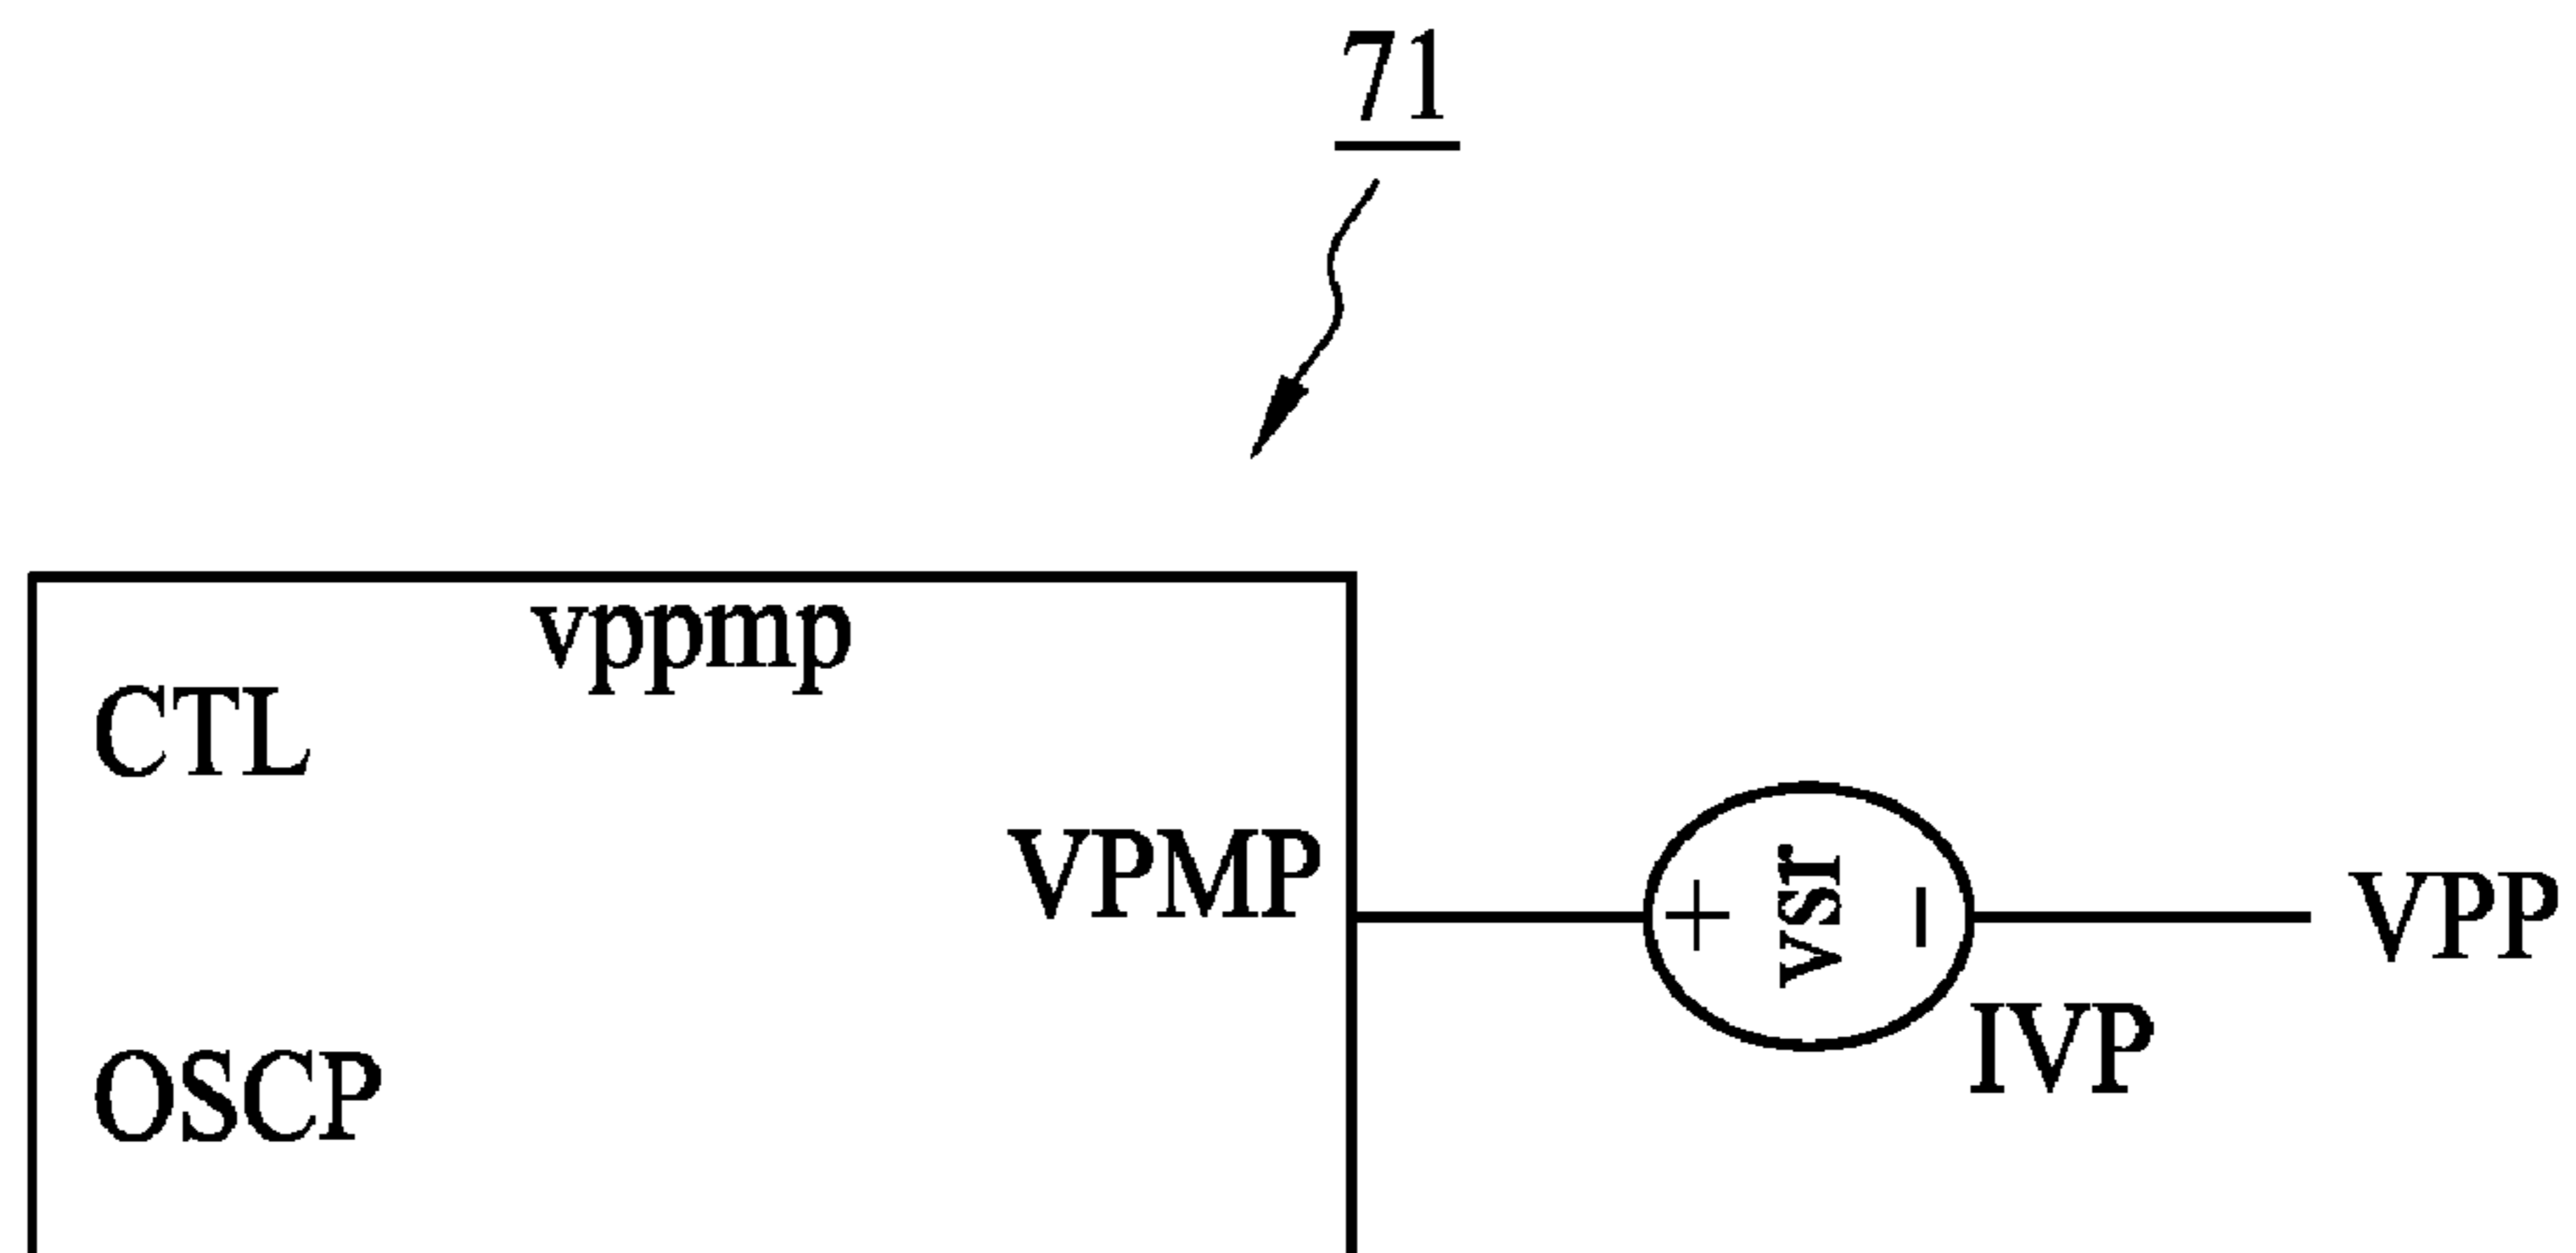 71
vppmp
CTL
VPMP
+ vsr -
VPP
IVP
OSCP